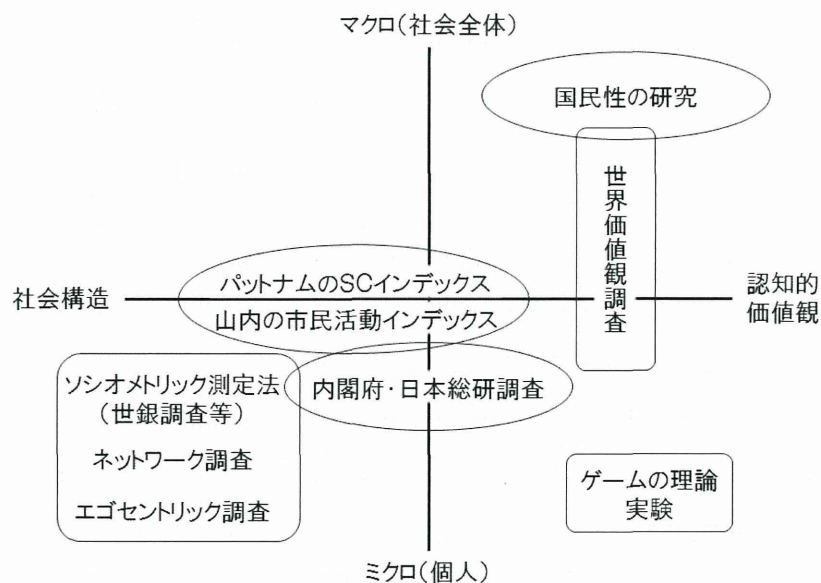 マクロ(社会全体)
国民性の研究
世界価値観調査
パットナムのSCインデックス
社会構造
認知的
価値観
山内の市民活動インデックス
ソシオメトリック測定法
(世銀調査等)
内閣府・日本総研調査
ネットワーク調査
エゴセントリック調査
ゲームの理論
実験
ミクロ(個人)